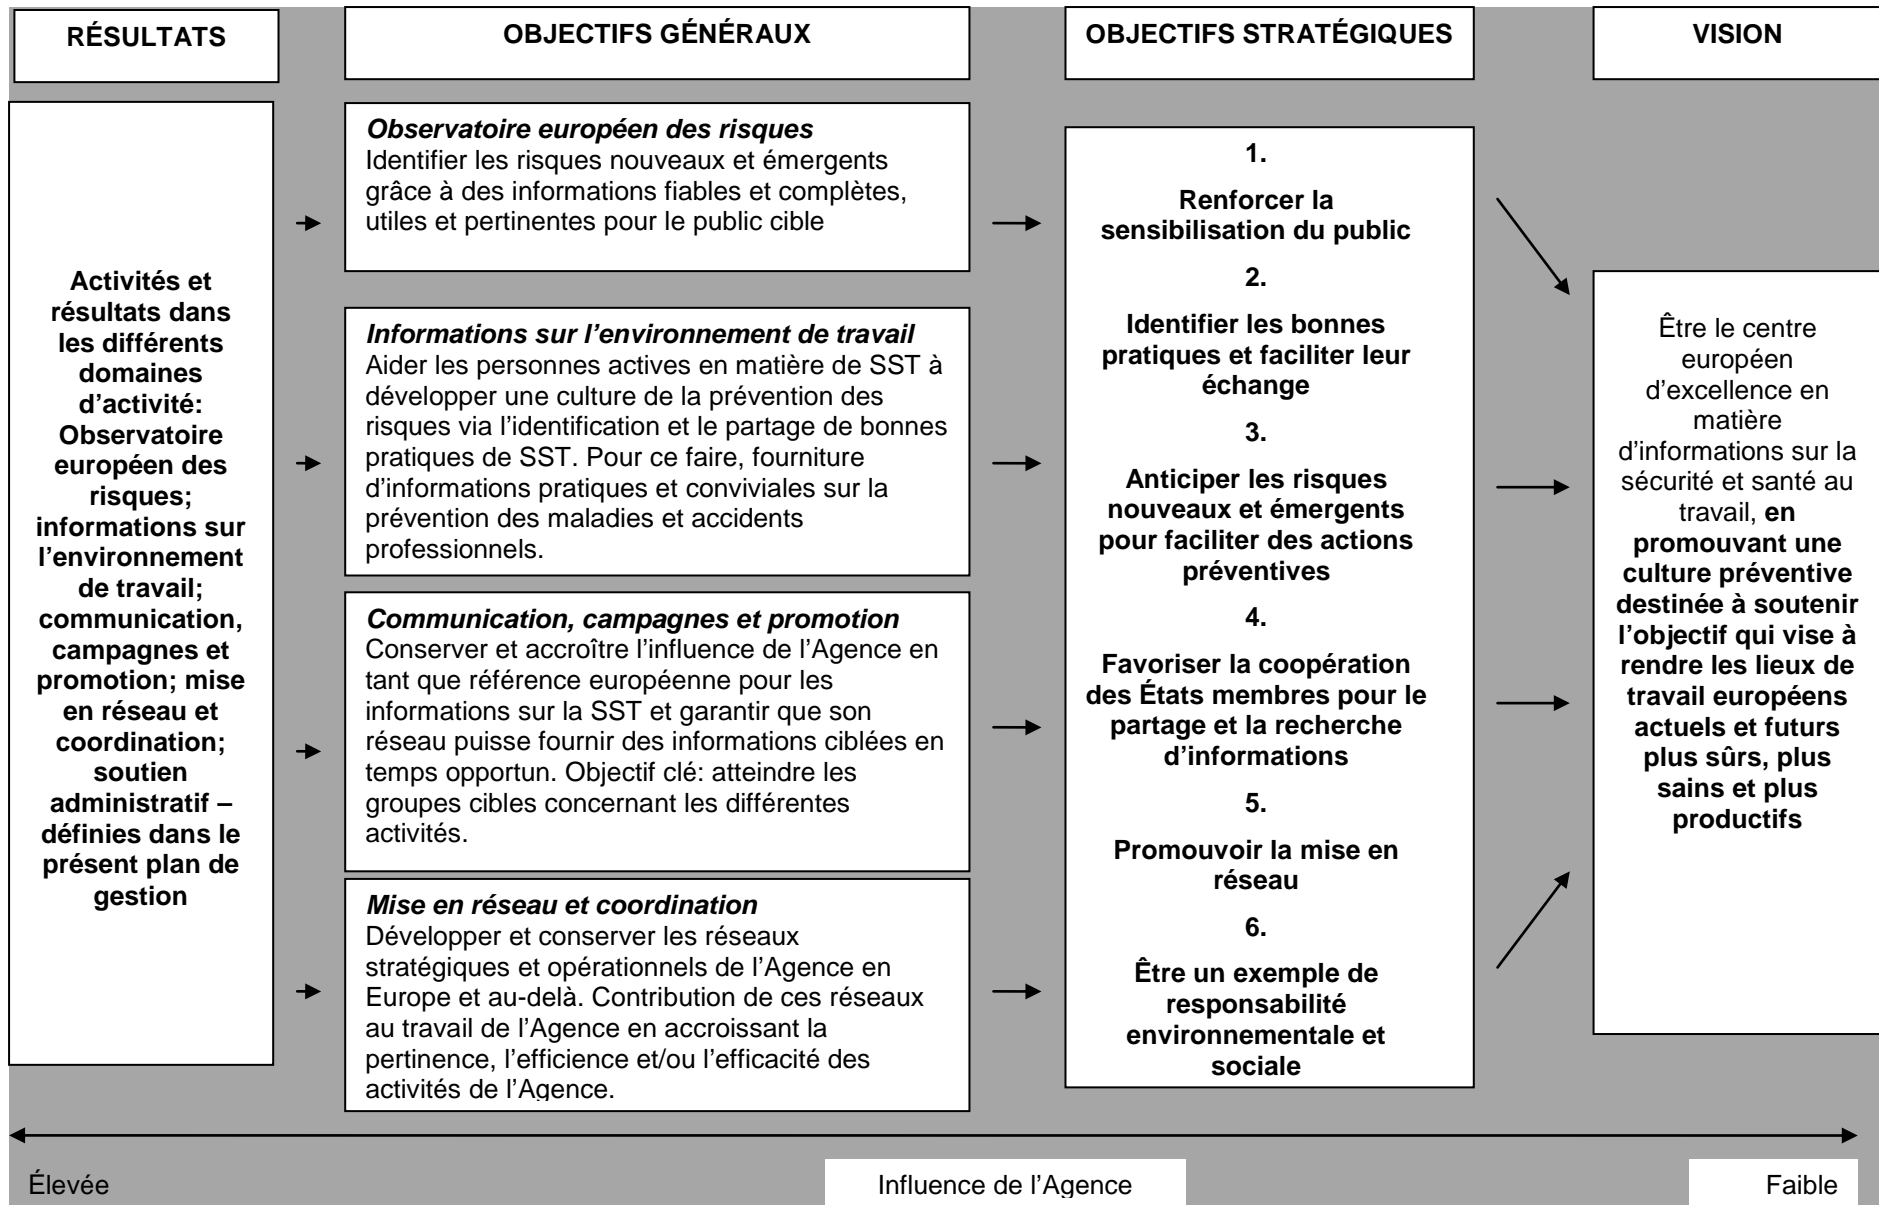 RÉSULTATS
OBJECTIFS GÉNÉRAUX
OBJECTIFS STRATÉGIQUES
VISION
Activités et
résultats dans
les différents
domaines
d’activité:
Observatoire
européen des
risques;
informations sur
l’environnement
de travail;
communication,
campagnes et
promotion; mise
en réseau et
coordination;
soutien
administratif –
définies dans le
présent plan de
gestion
Observatoire européen des risques
Identifier les risques nouveaux et émergents
grâce à des informations fiables et complètes,
utiles et pertinentes pour le public cible
Informations sur l’environnement de travail
Aider les personnes actives en matière de SST à
développer une culture de la prévention des
risques via l’identification et le partage de bonnes
pratiques de SST. Pour ce faire, fourniture
d’informations pratiques et conviviales sur la
prévention des maladies et accidents
professionnels.
Communication, campagnes et promotion
Conserver et accroître l’influence de l’Agence en
tant que référence européenne pour les
informations sur la SST et garantir que son
réseau puisse fournir des informations ciblées en
temps opportun. Objectif clé: atteindre les
groupes cibles concernant les différentes
activités.
Mise en réseau et coordination
Développer et conserver les réseaux
stratégiques et opérationnels de l’Agence en
Europe et au-delà. Contribution de ces réseaux
au travail de l’Agence en accroissant la
pertinence, l’efficience et/ou l’efficacité des
activités de l’Agence.
1.
Renforcer la
sensibilisation du public
2.
Identifier les bonnes
pratiques et faciliter leur
échange
3.
Anticiper les risques
nouveaux et émergents
pour faciliter des actions
préventives
4.
Favoriser la coopération
des États membres pour le
partage et la recherche
d’informations
5.
Promouvoir la mise en
réseau
6.
Être un exemple de
responsabilité
environnementale et
sociale
Être le centre
européen
d’excellence en
matière
d’informations sur la
sécurité et santé au
travail, en
promouvant une
culture préventive
destinée à soutenir
l’objectif qui vise à
rendre les lieux de
travail européens
actuels et futurs
plus sûrs, plus
sains et plus
productifs
Élevée
Influence de l’Agence
Faible